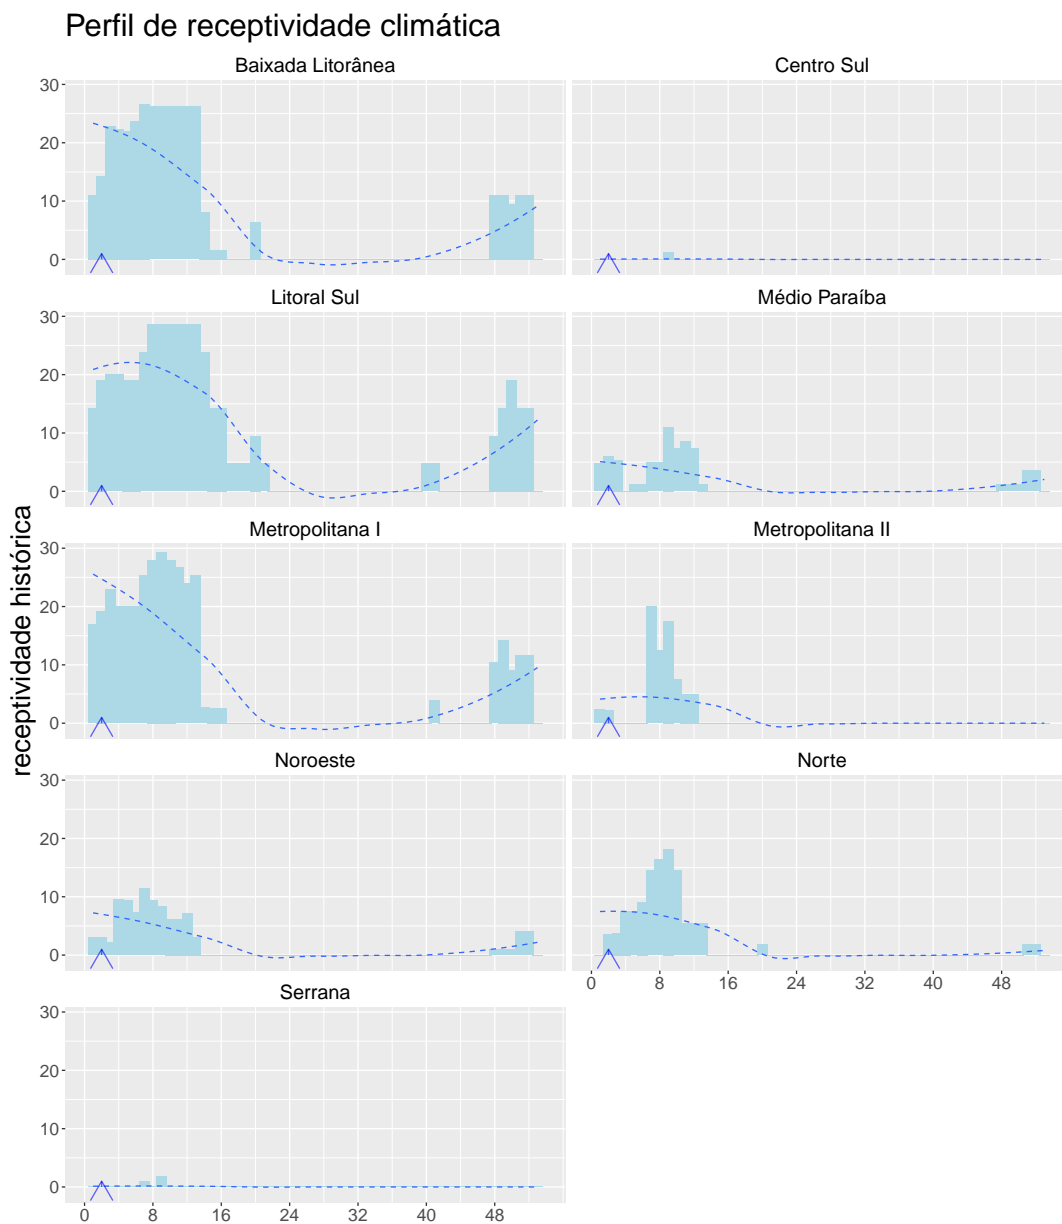 Perfil de receptividade climática
Baixada Litorânea
Centro Sul
30
20
10
0
Litoral Sul
Médio Paraíba
30
20
10
0
receptividade histórica
Metropolitana I
Metropolitana II
30
20
10
0
Noroeste
Norte
30
20
10
0
0 8 16 24 32 40 48
Serrana
30
20
10
0
0 8 16 24 32 40 48